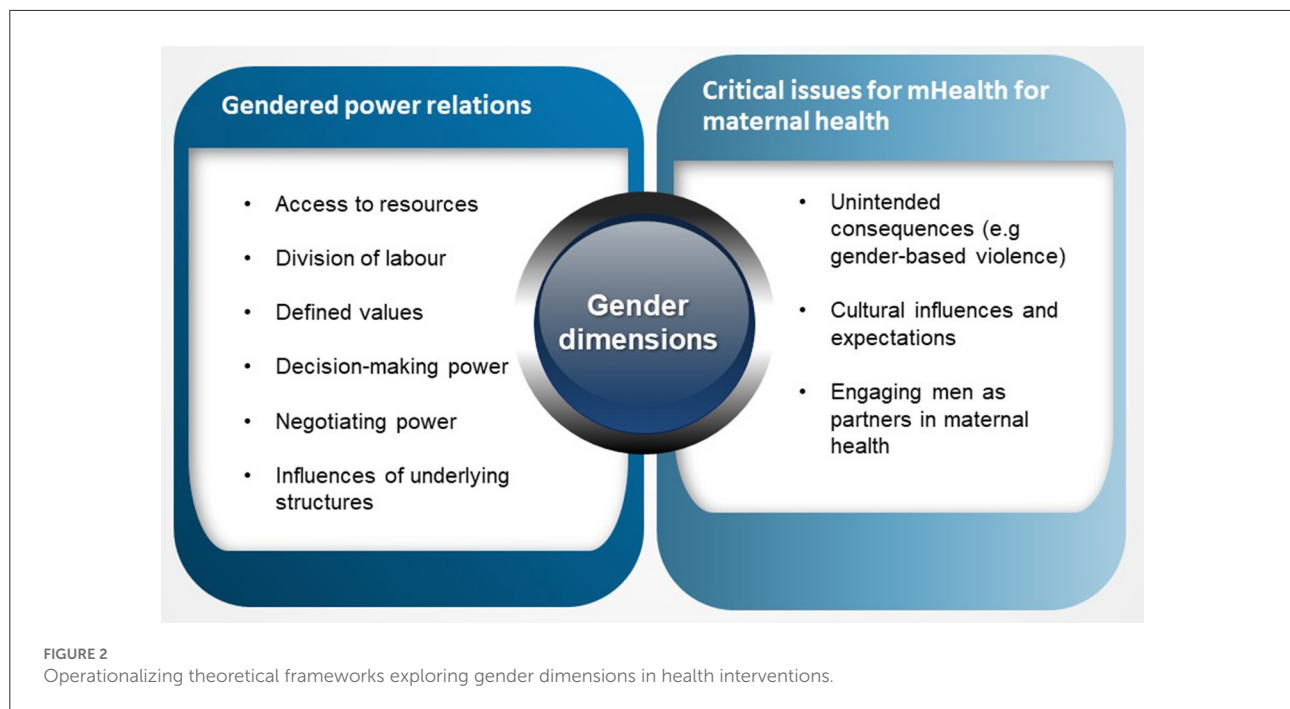 Gendered power relations
• Access to resources
• Division of labour
• Defined values
• Decision-making power
• Negotiating power
• Influences of underlying
structures
Gender
dimensions
Critical issues for mHealth for
maternal health
• Unintended
consequences (e.g
gender-based violence)
• Cultural influences and
expectations
• Engaging men as
partners in maternal
health
FIGURE 2
Operationalizing theoretical frameworks exploring gender dimensions in health interventions.